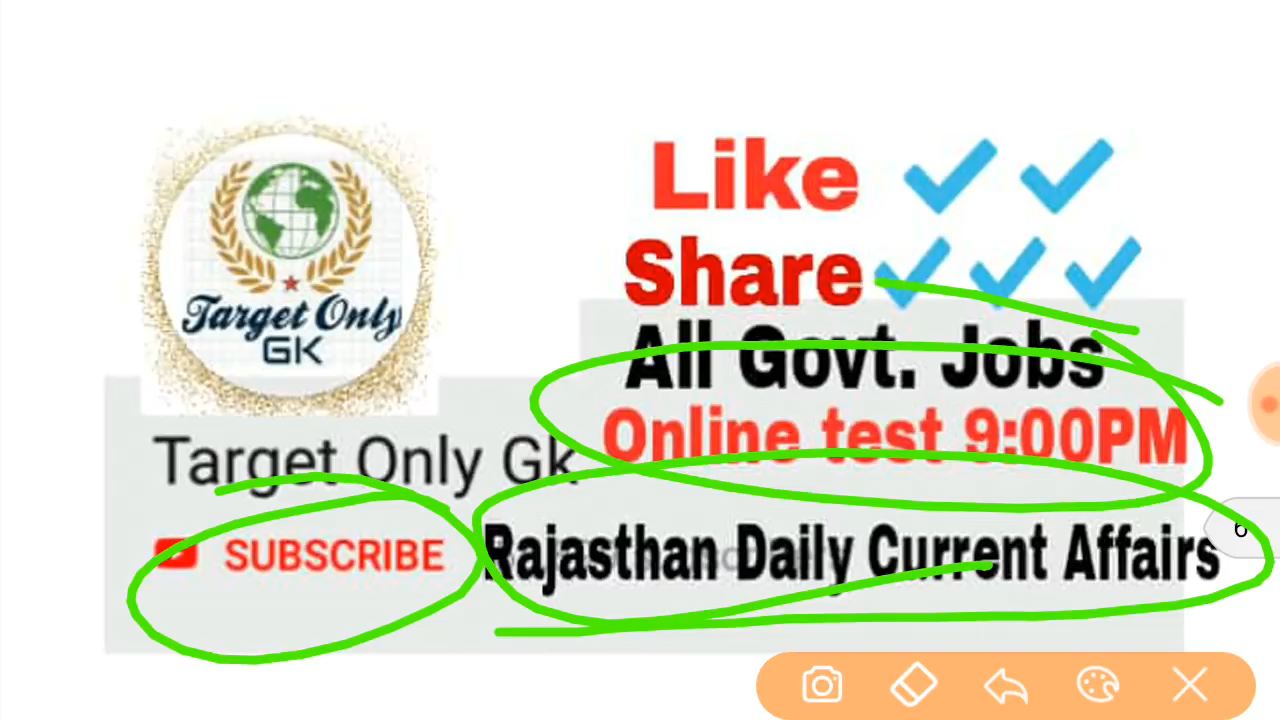 Target Only
GK
Target Only Gk
SUBSCRIBE
Like
Share
All Govt. Jobs
Online test 9:00PM
Rajasthan Daily Current Affairs
6